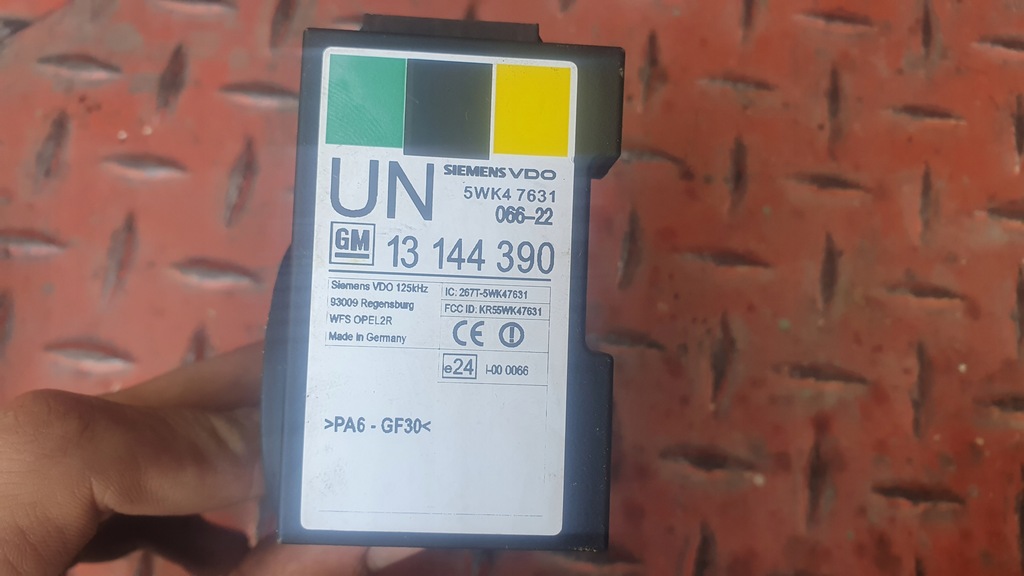 UN
SIEMENS VDO
5WK4 7631
066-22
GM 13 144 390
Siemens VDO 125kHz
93009 Regensburg
WFS OPEL2R
Made in Germany
IC: 267T-5WK47631
FCC ID: KR55WK47631
CE
e24 I-00 0066
>PA6 - GF30<